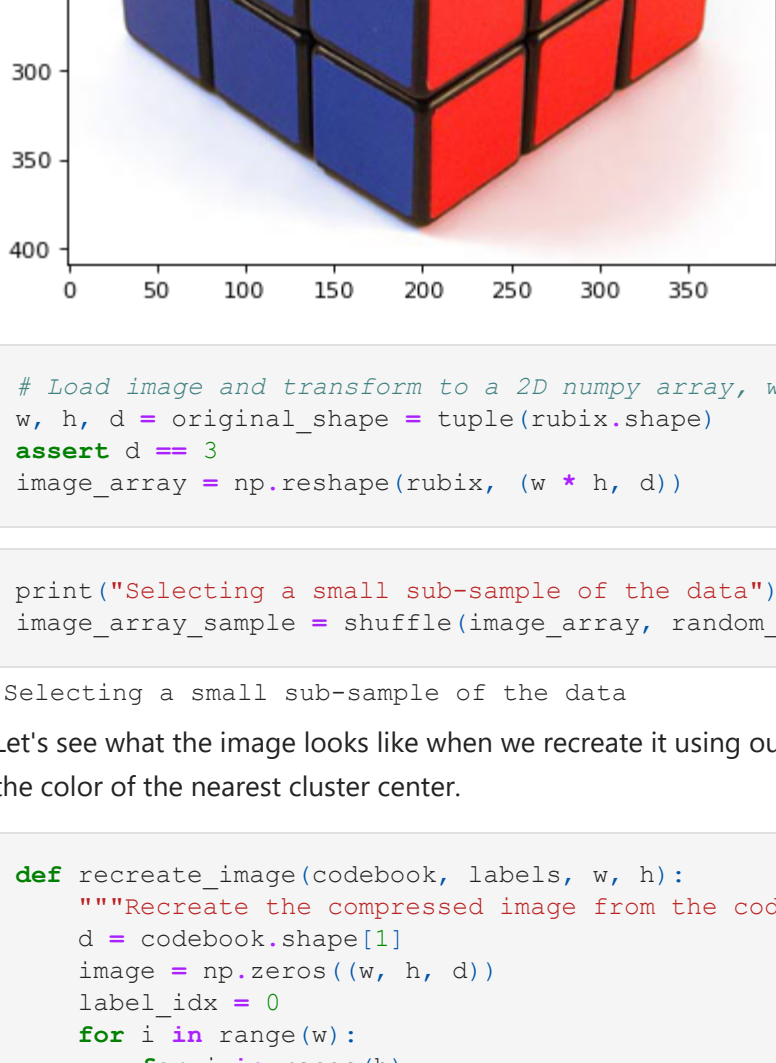 300
350
400
0 50 100 150 200 250 300 350
# Load image and transform to a 2D numpy array,
w, h, d = original_shape = tuple(rubix.shape)
assert d == 3
image_array = np.reshape(rubix, (w * h, d))
print("Selecting a small sub-sample of the data")
image_array_sample = shuffle(image_array, random_
Selecting a small sub-sample of the data
Let's see what the image looks like when we recreate it using
the color of the nearest cluster center.
def recreate_image(codebook, labels, w, h):
"""Recreate the compressed image from the
d = codebook.shape[1]
image = np.zeros((w, h, d))
label_idx = 0
for i in range(w):